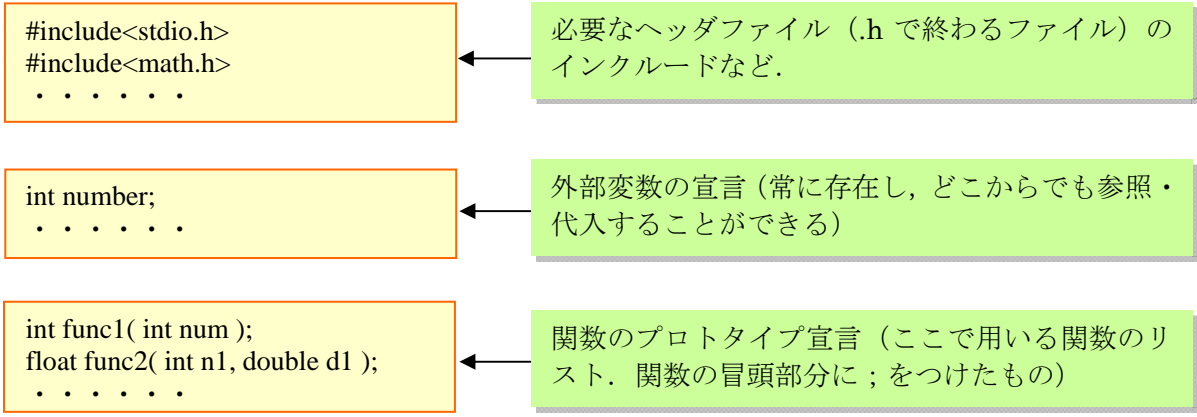 #include<stdio.h>
#include<math.h>
・・・・・・
必要なヘッダファイル（.h で終わるファイル）の
インクルードなど．
int number;
・・・・・・
外部変数の宣言（常に存在し，どこからでも参照・
代入することができる）
int func1( int num );
float func2( int n1, double d1 );
・・・・・・
関数のプロトタイプ宣言（ここで用いる関数のリ
スト．関数の冒頭部分に ; をつけたもの）